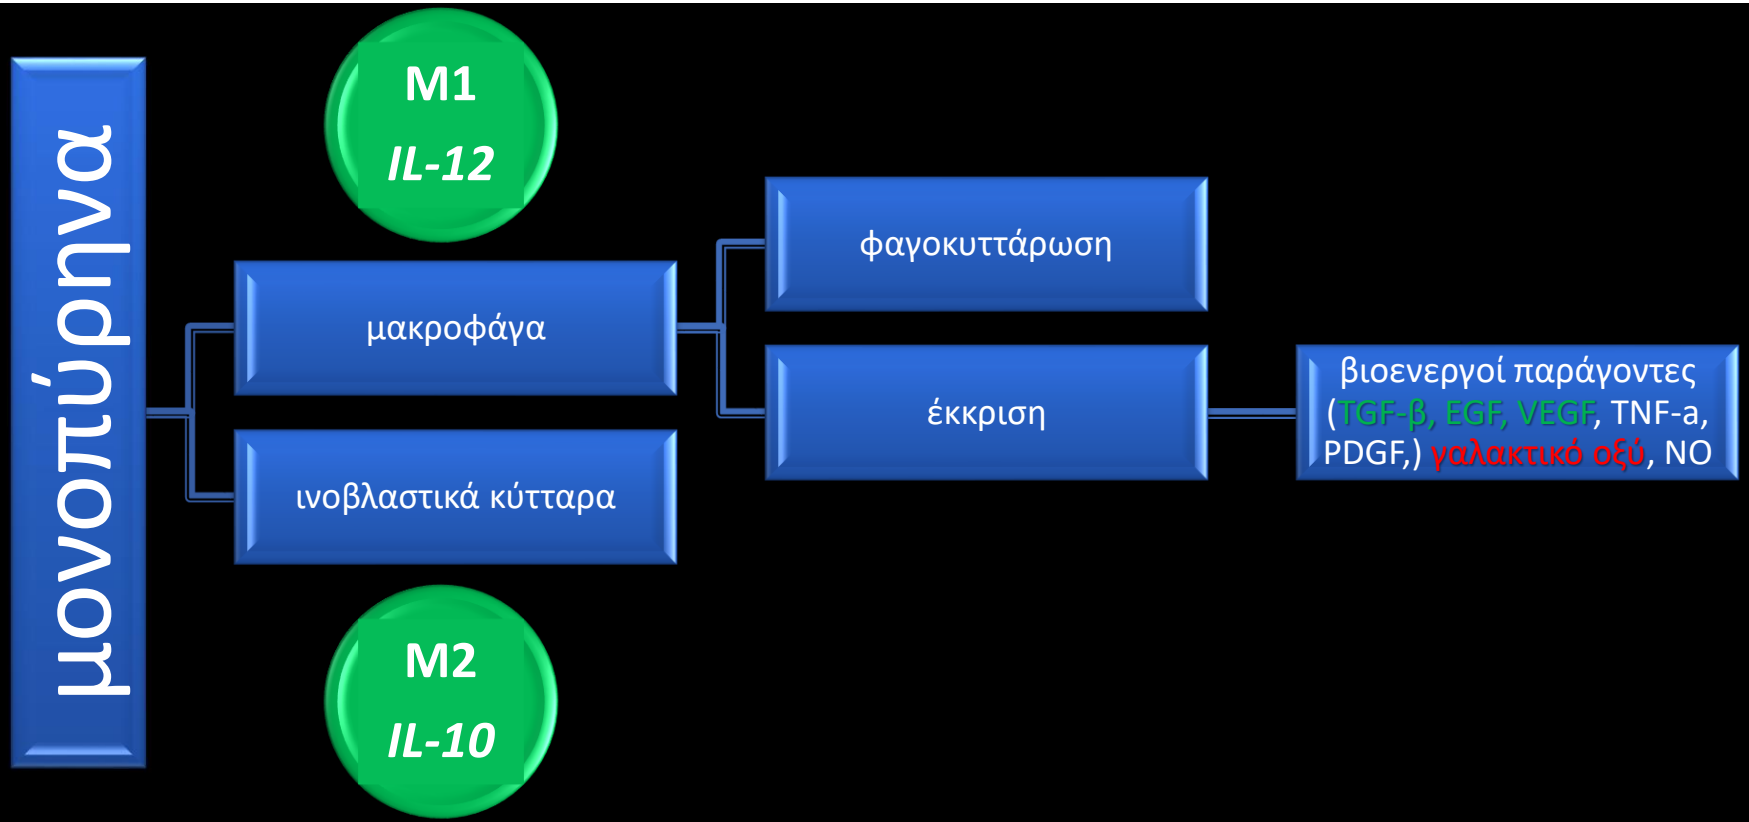 μονοπύρηνα
M1
IL-12
μακροφάγα
ινοβλαστικά κύτταρα
M2
IL-10
φαγοκυττάρωση
έκκριση
βιοενεργοί παράγοντες
(TGF-β, EGF, VEGF, TNF-a,
PDGF,) γαλακτικό οξύ, NO